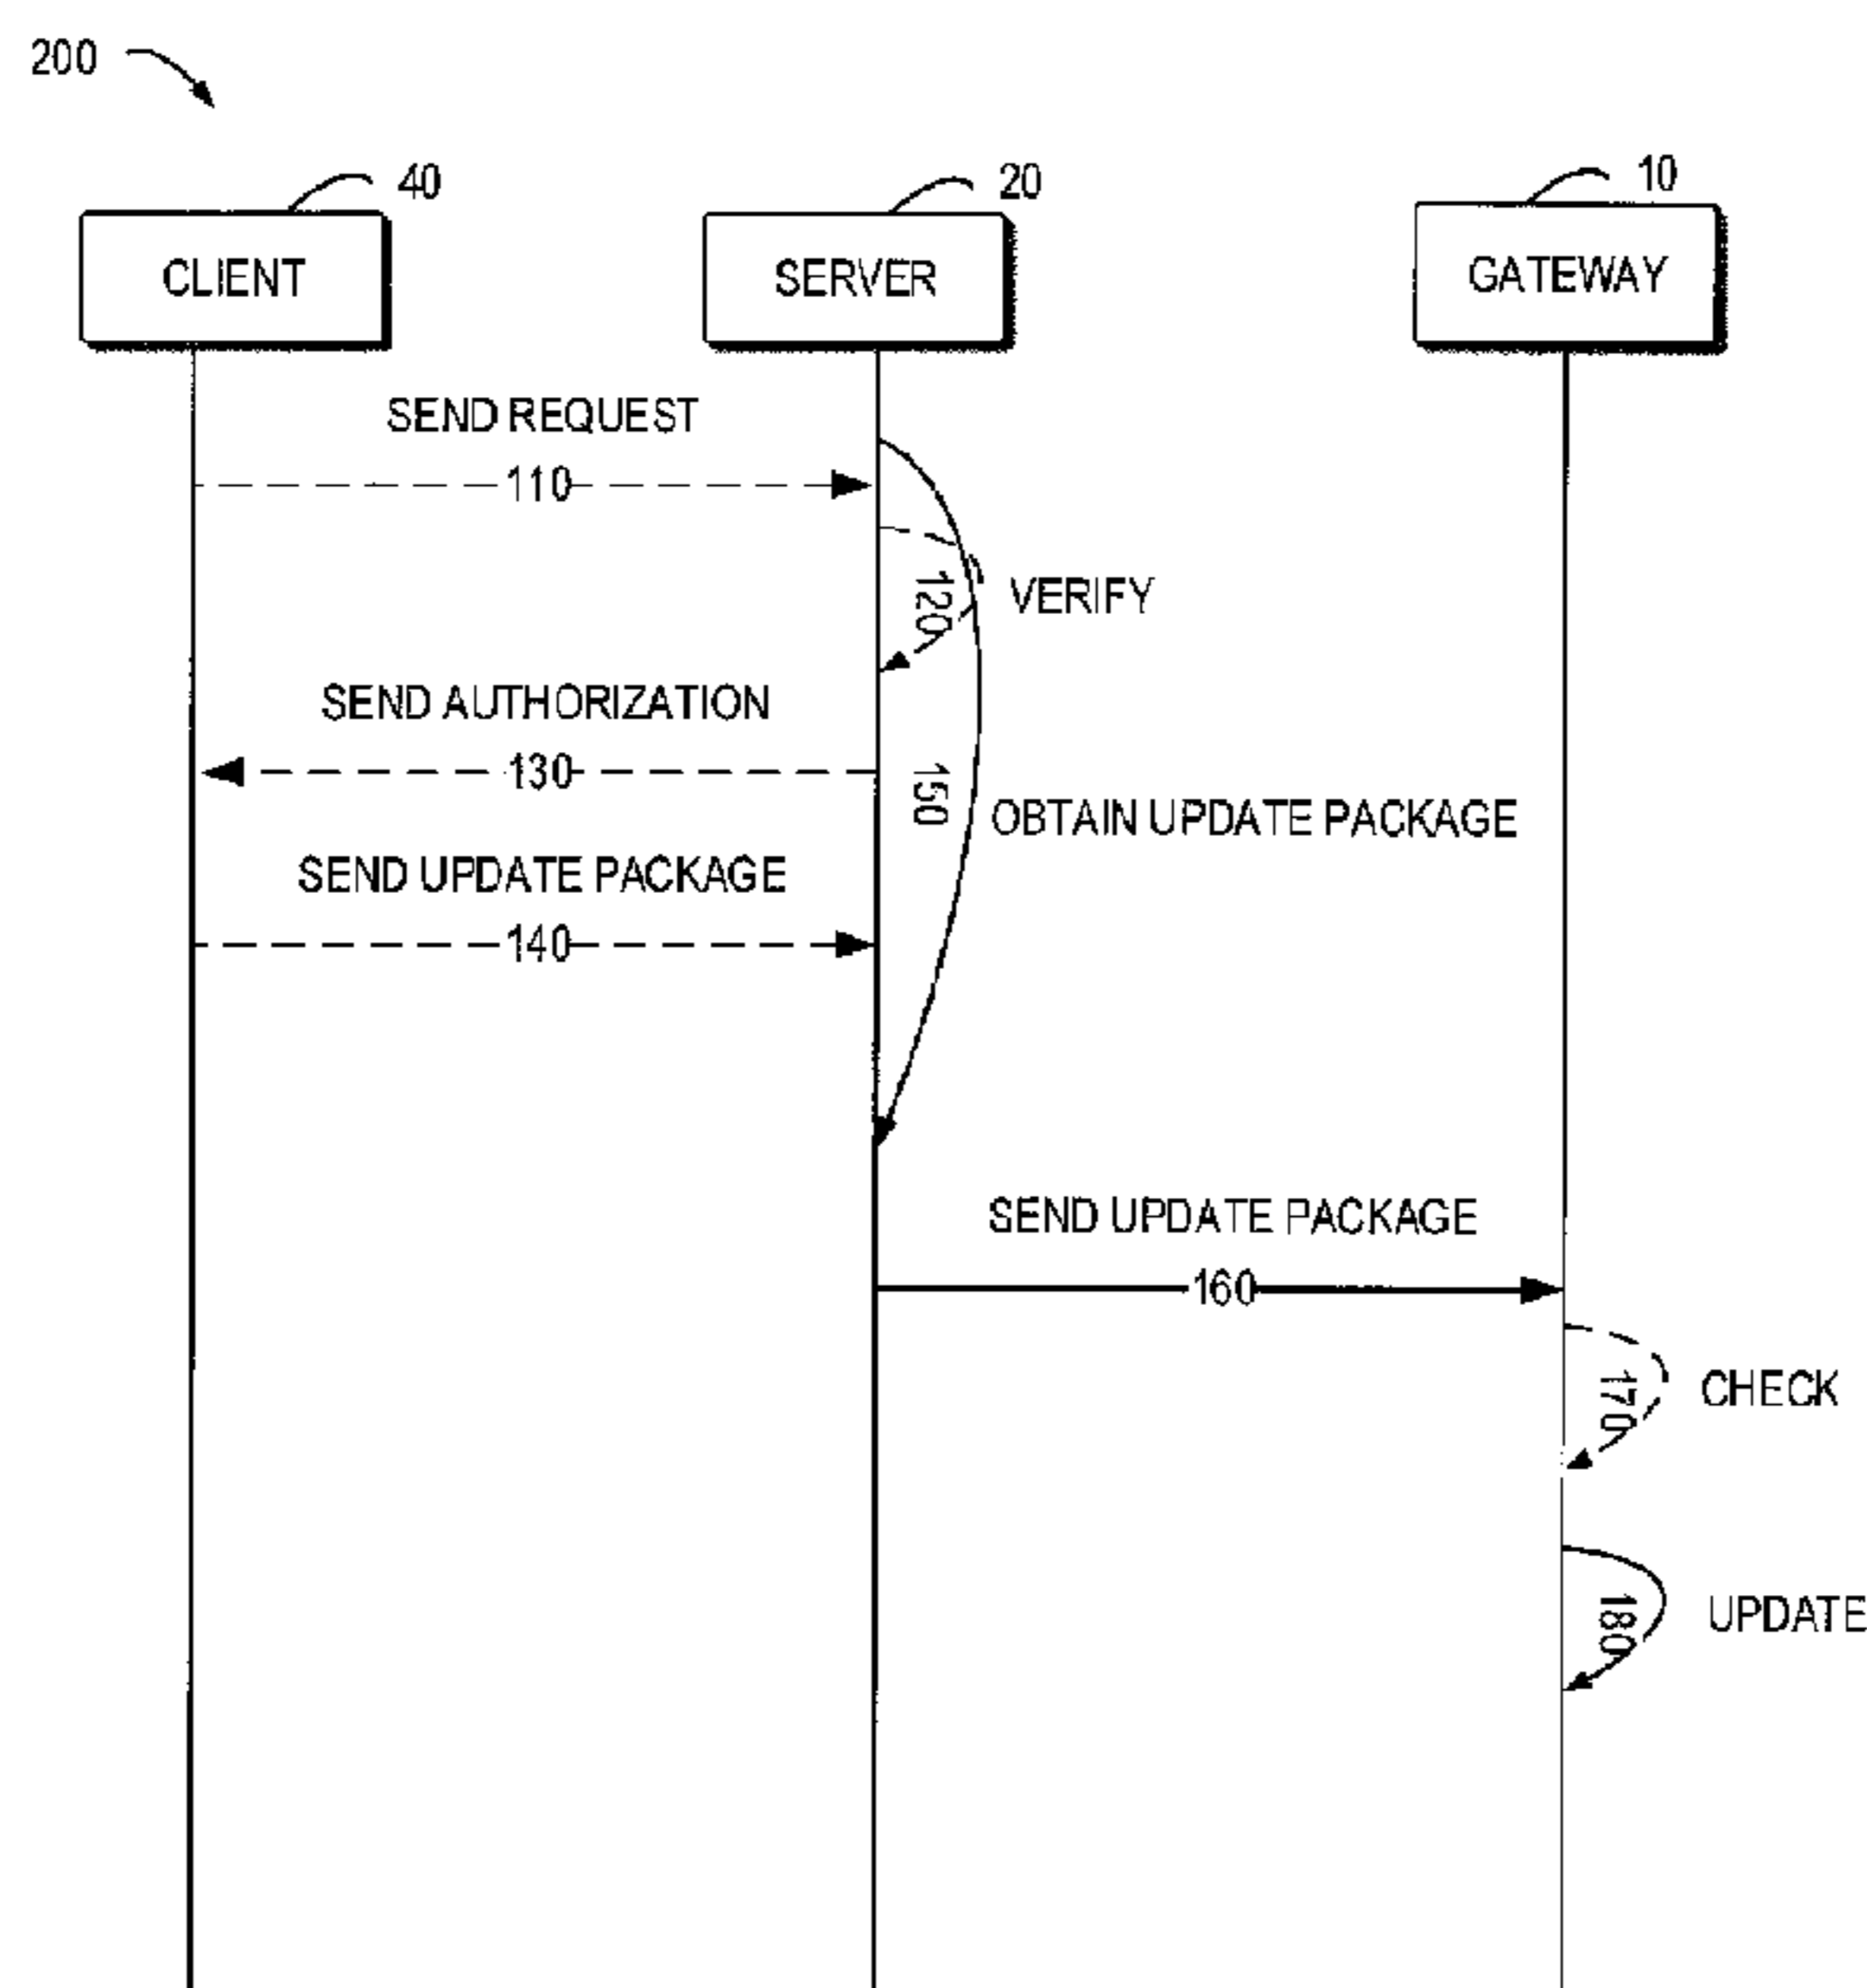 200
40
20
10
CLIENT
SERVER
GATEWAY
SEND REQUEST
110
120
VERIFY
SEND AUTHORIZATION
130
150
OBTAIN UPDATE PACKAGE
SEND UPDATE PACKAGE
140
SEND UPDATE PACKAGE
160
170
CHECK
180
UPDATE